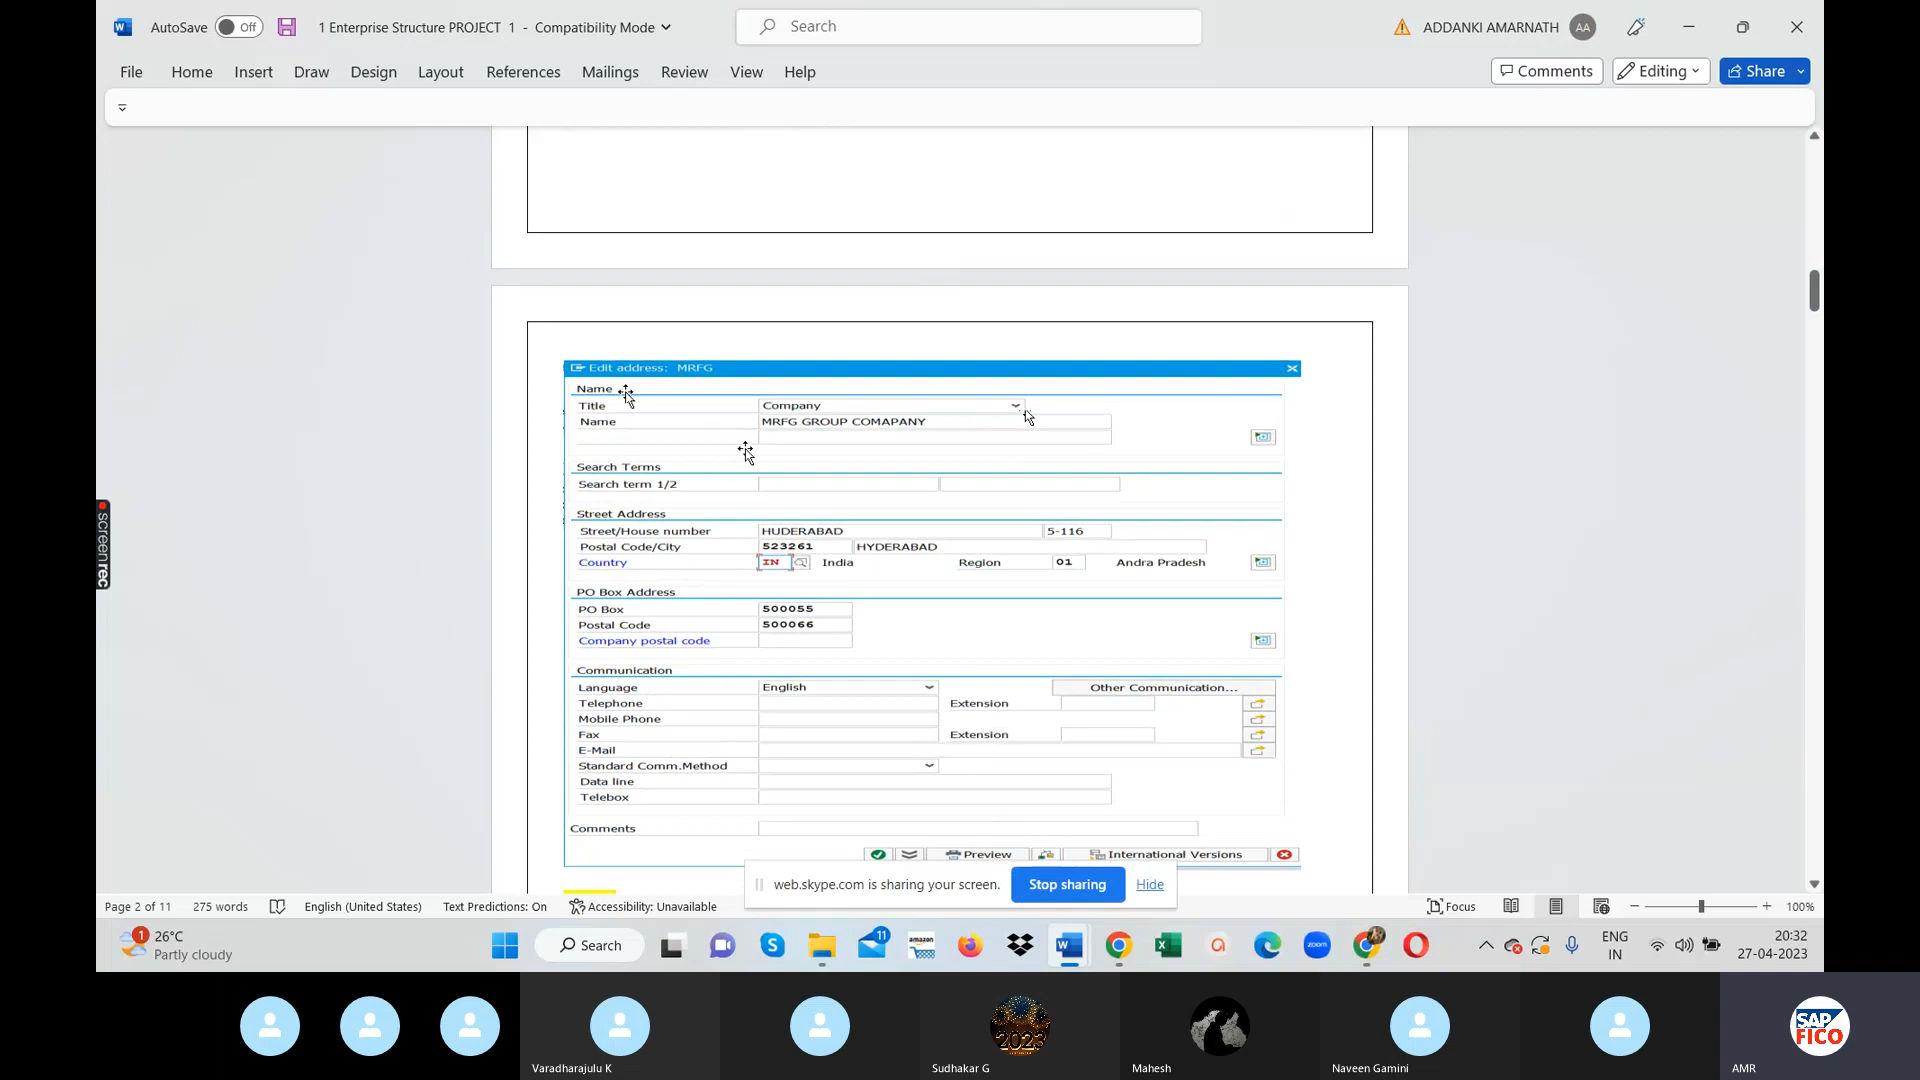 AutoSave Off 1 Enterprise Structure PROJECT 1 - Compatibility Mode Search ADDANKI AMARNATH AA
File Home Insert Draw Design Layout References Mailings Review View Help Comments Editing Share
Edit address: MRFG
Name
Title Company
Name MRFG GROUP COMAPANY
Search Terms
Search term 1/2
Street Address
Street/House number HUDERABAD 5-116
Postal Code/City 523261 HYDERABAD
Country IN India Region 01 Andra Pradesh
PO Box Address
PO Box 500055
Postal Code 500066
Company postal code
Communication
Language English Other Communication...
Telephone Extension
Mobile Phone
Fax Extension
E-Mail
Standard Comm.Method
Data line
Telebox
Comments
Preview International Versions
web.skype.com is sharing your screen. Stop sharing Hide
screenrec
Page 2 of 11 275 words English (United States) Text Predictions: On Accessibility: Unavailable Focus 100%
1 26°C
Partly cloudy
Search 11 amazon zoom
ENG
IN
20:32
27-04-2023
2023
SAP
FICO
Varadharajulu K Sudhakar G Mahesh Naveen Gamini AMR